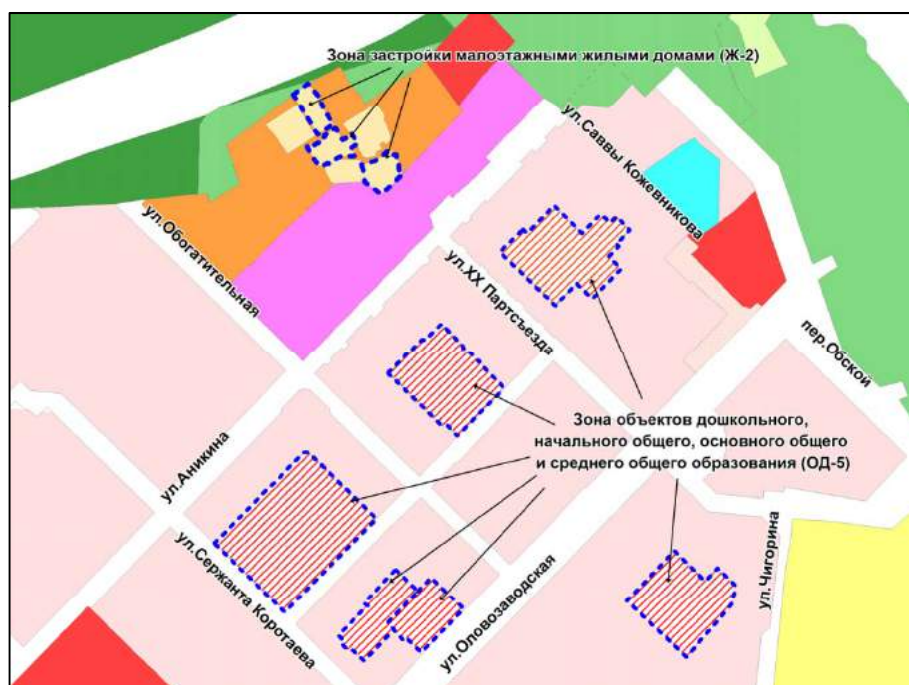 Зона застройки малоэтажными жилыми домами (Ж-2)
ул.Саввы Кожевникова
ул.Обогатительная
ул.ХХ Партсъезда
пер.Обской
Зона объектов дошкольного,
начального общего, основного общего
и среднего общего образования (ОД-5)
ул.Аникина
ул.Сержанта Коротаева
ул.Оловозаводская
ул.Чигорина